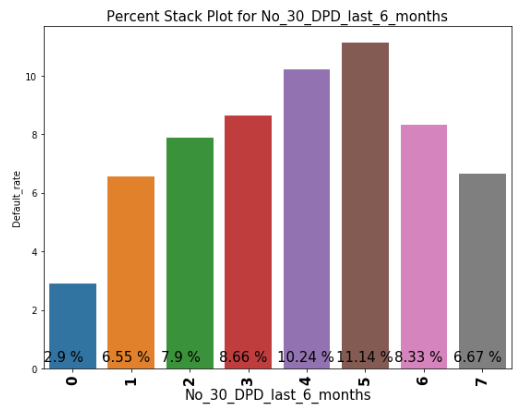 Percent Stack Plot for No_30_DPD_last_6_months
10
8
6
4
2
0
Default_rate
2.9 % 6.55 % 7.9 % 8.66 % 10.24 % 11.14 % 8.33 % 6.67 %
0 1 2 3 4 5 6 7
No_30_DPD_last_6_months